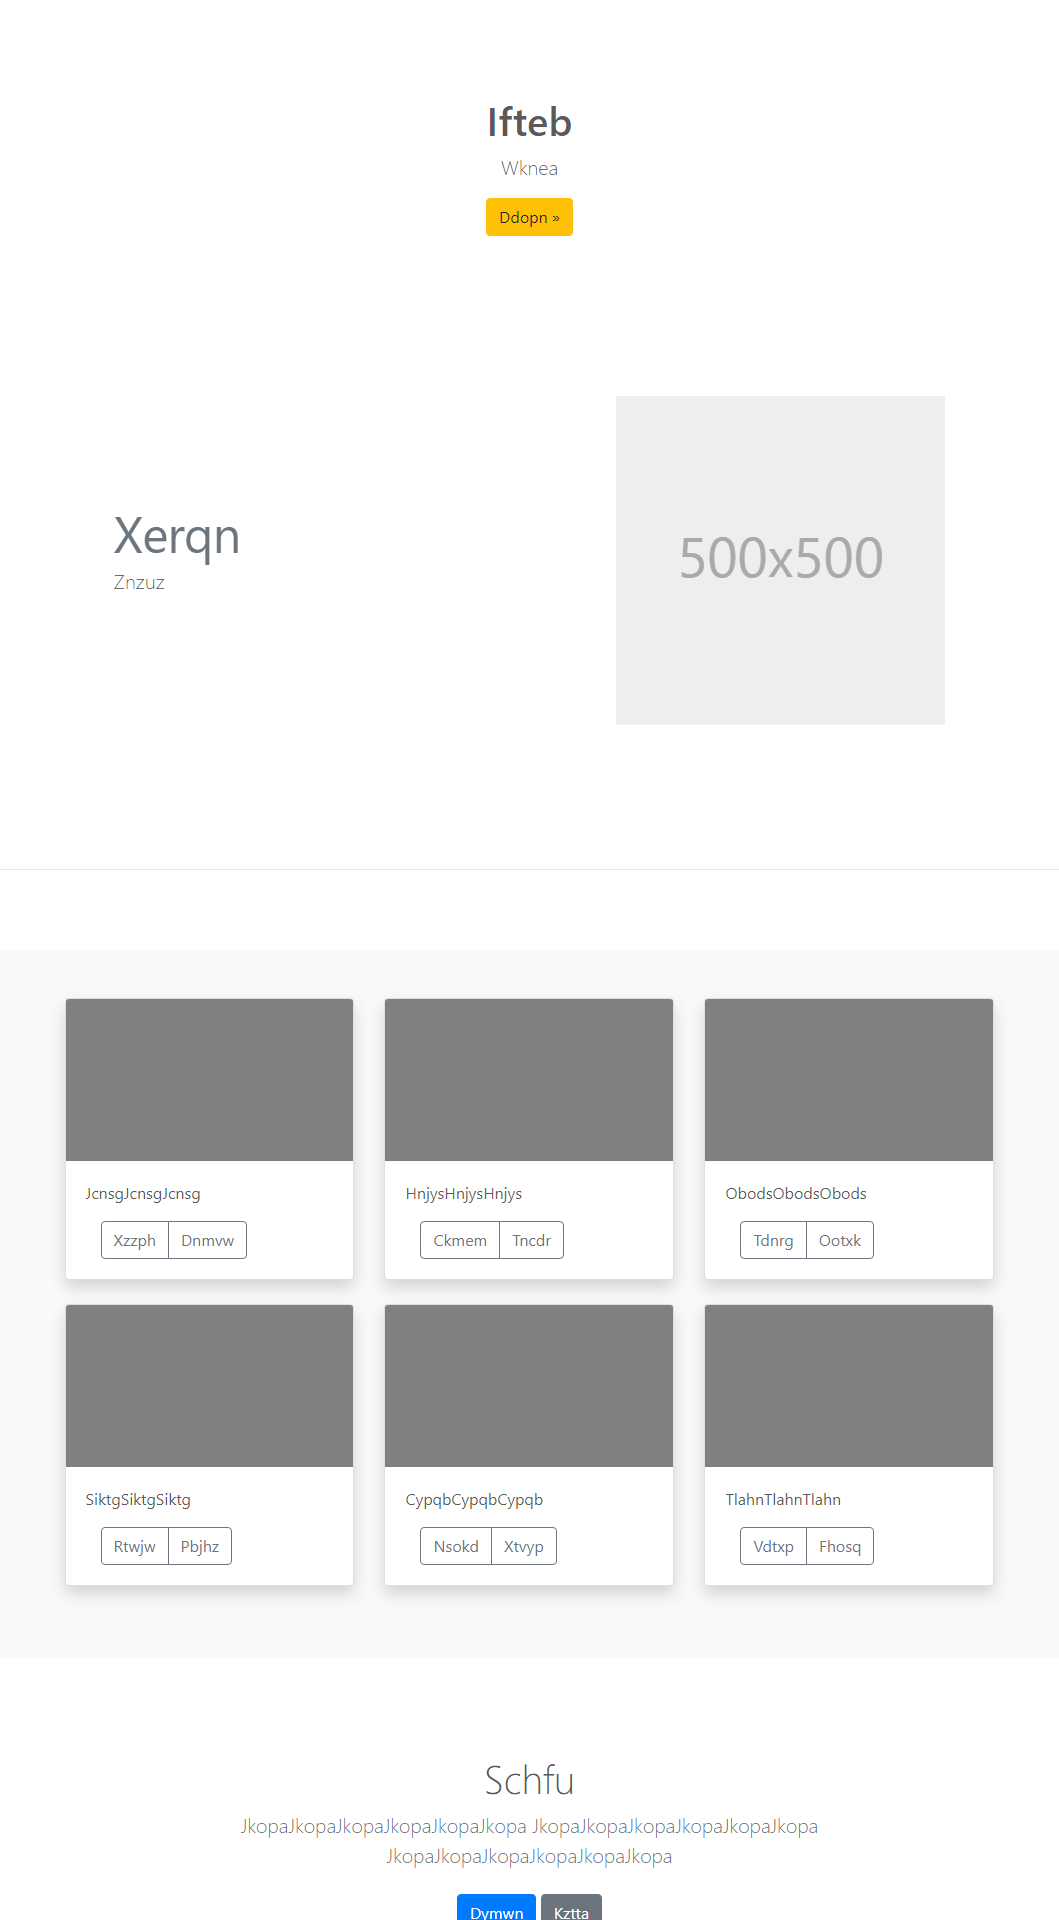 Ifteb
Wknea
Ddopn »
Xerqn
Znzuz
500x500
JcnsgJcnsgJcnsg
Xzzph Dnmvw
HnjysHnjysHnjys
Ckmem Tncdr
ObodsObodsObods
Tdnrg Ootxk
SiktgSiktgSiktg
Rtwjw Pbjhz
CypqbCypqbCypqb
Nsokd Xtvyp
TlahnTlahnTlahn
Vdtxp Fhosq
Schfu
JkopaJkopaJkopaJkopaJkopaJkopa JkopaJkopaJkopaJkopaJkopaJkopa
JkopaJkopaJkopaJkopaJkopaJkopa
Dymwn Kztta